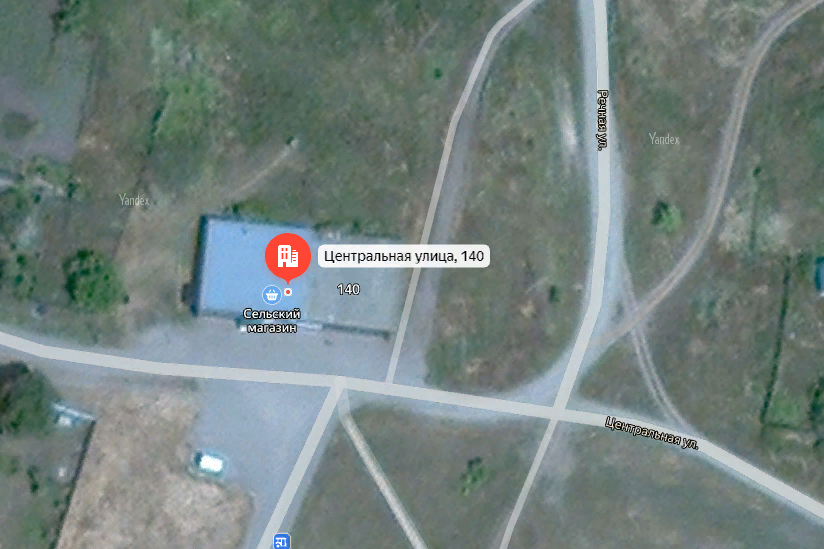 Речная ул.
Yandex
Yandex
Центральная улица, 140
140
Сельский
магазин
Центральная ул.